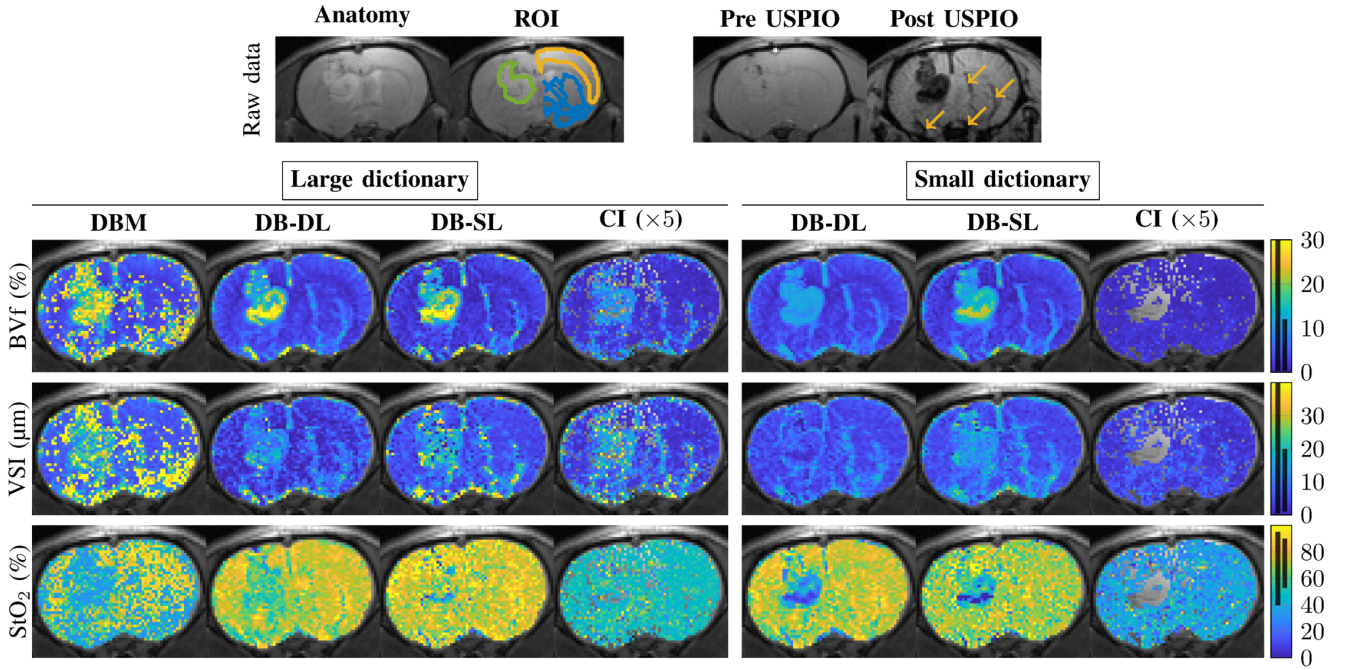 Anatomy ROI Pre USPIO Post USPIO
Raw data
Large dictionary Small dictionary
DBM DB-DL DB-SL CI (×5) DB-DL DB-SL CI (×5)
BVf (%)
30
20
10
0
VSI (µm)
30
20
10
0
StO₂ (%)
80
60
40
20
0